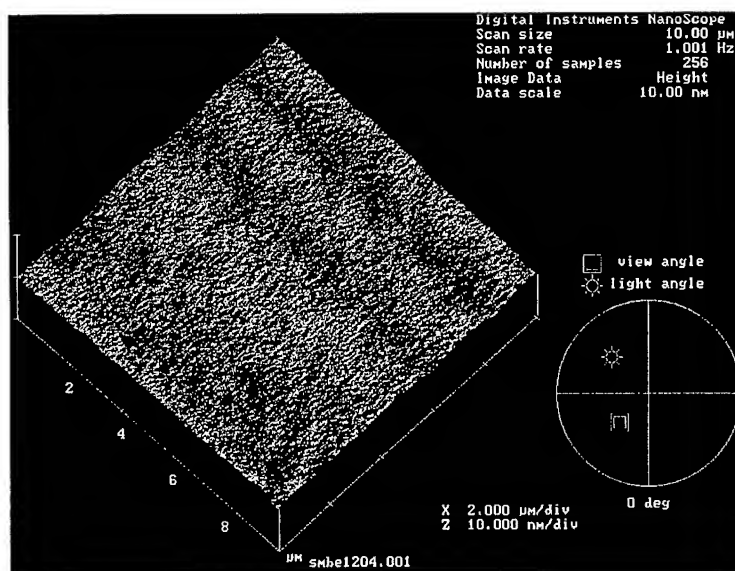 Digital Instruments NanoScope
Scan size 10.00 µm
Scan rate 1.001 Hz
Number of samples 256
Image Data Height
Data scale 10.00 nm
view angle
light angle
2
4
6
8
0 deg
X 2.000 µm/div
Z 10.000 nm/div
µm
smbe1204.001